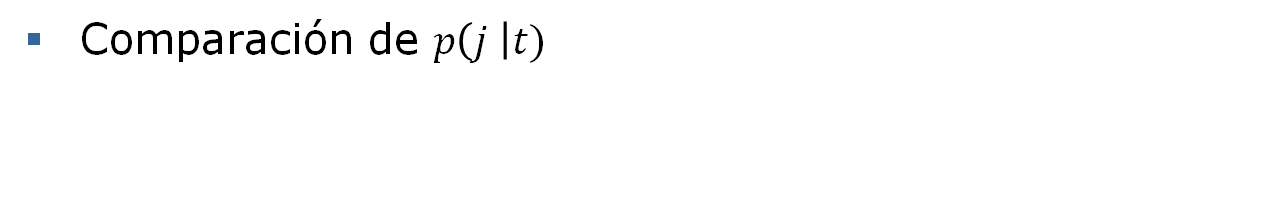 ▪ Comparación de p(j |t)